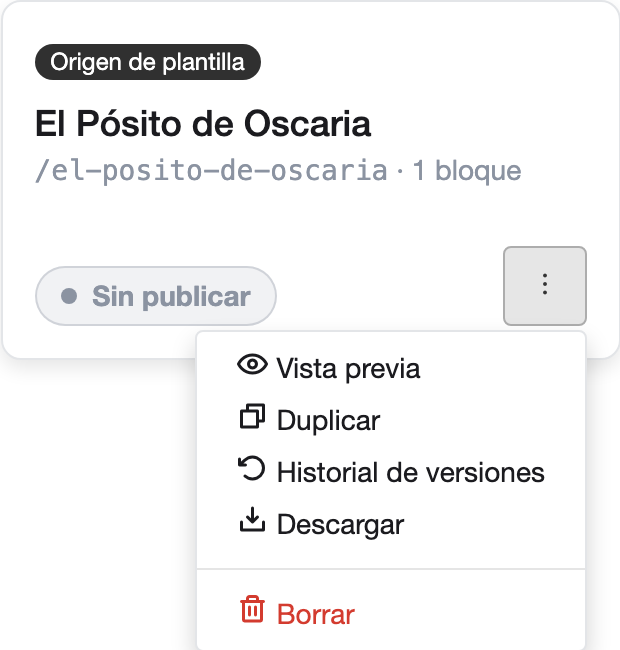 Origen de plantilla
El Pósito de Oscaria
/el-posito-de-oscaria · 1 bloque
Sin publicar
Vista previa
Duplicar
Historial de versiones
Descargar
Borrar